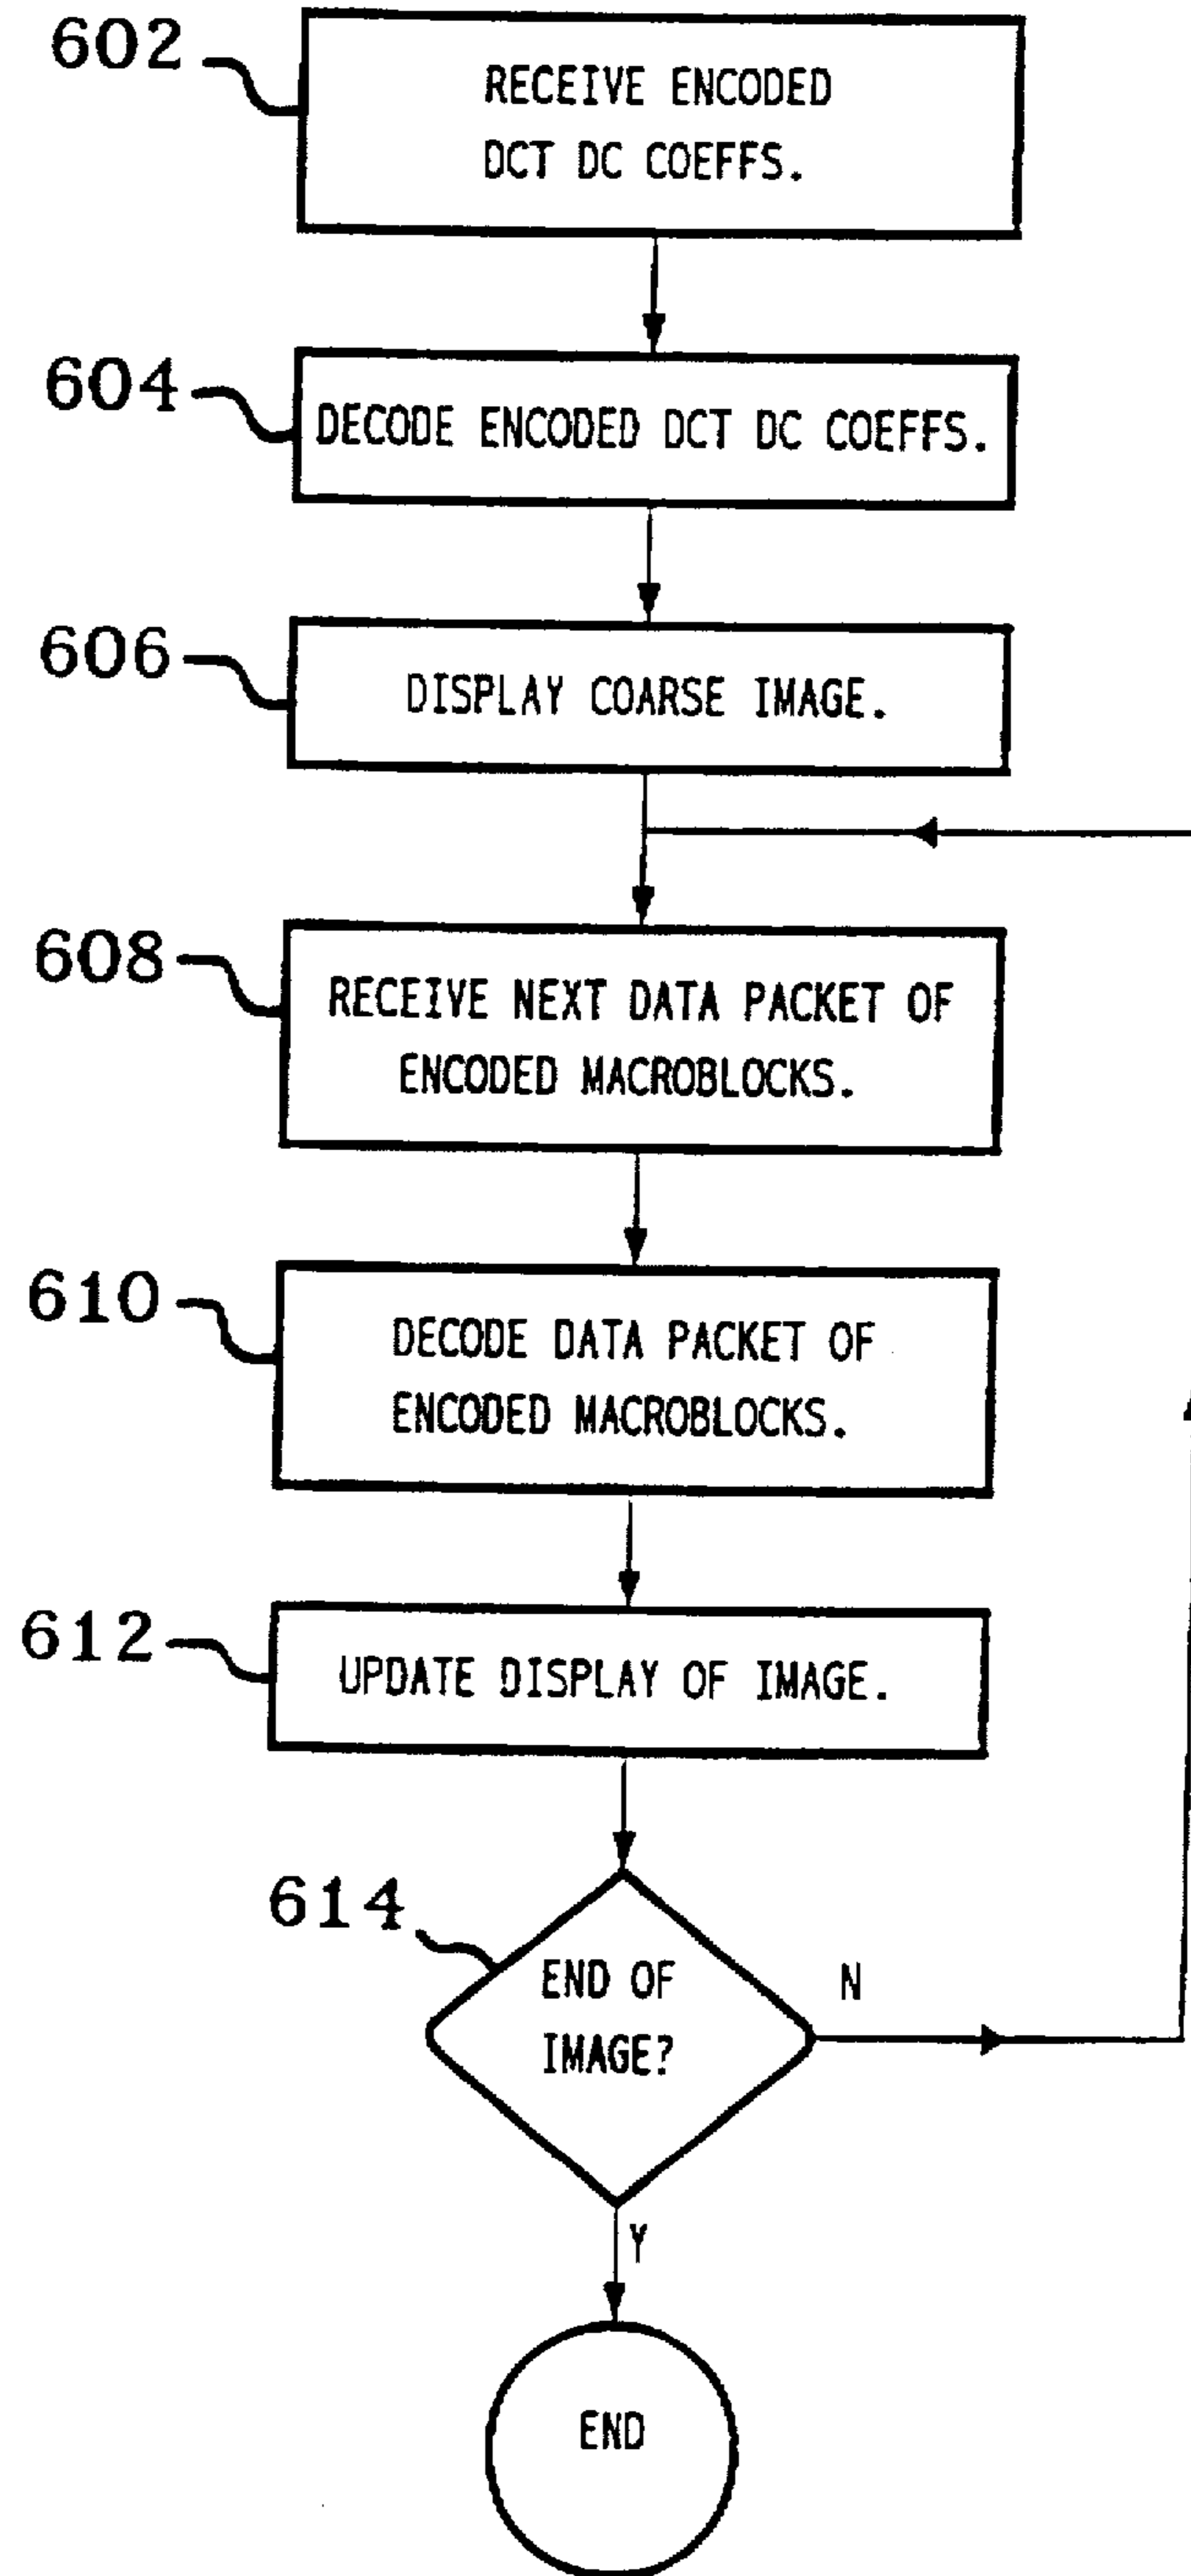 602
RECEIVE ENCODED
DCT DC COEFFS.
604
DECODE ENCODED DCT DC COEFFS.
606
DISPLAY COARSE IMAGE.
608
RECEIVE NEXT DATA PACKET OF
ENCODED MACROBLOCKS.
610
DECODE DATA PACKET OF
ENCODED MACROBLOCKS.
612
UPDATE DISPLAY OF IMAGE.
614
END OF
IMAGE?
N
Y
END